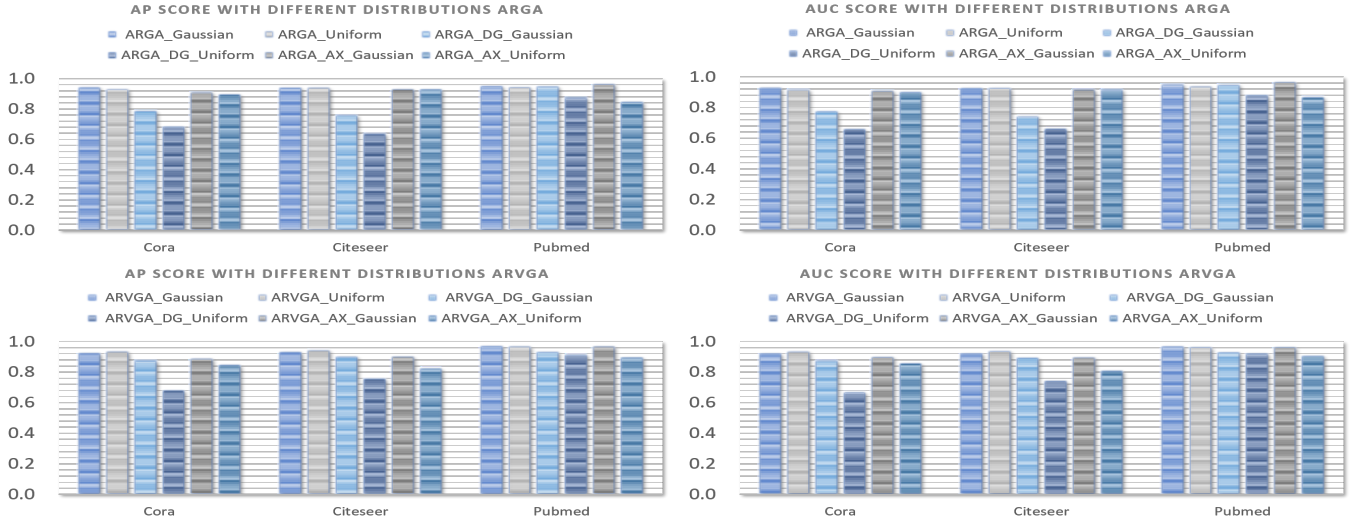 AP SCORE WITH DIFFERENT DISTRIBUTIONS ARGA
ARGA_Gaussian ARGA_Uniform ARGA_DG_Gaussian
ARGA_DG_Uniform ARGA_AX_Gaussian ARGA_AX_Uniform
1.0
0.8
0.6
0.4
0.2
0.0
Cora Citeseer Pubmed
AUC SCORE WITH DIFFERENT DISTRIBUTIONS ARGA
ARGA_Gaussian ARGA_Uniform ARGA_DG_Gaussian
ARGA_DG_Uniform ARGA_AX_Gaussian ARGA_AX_Uniform
1.0
0.8
0.6
0.4
0.2
0.0
Cora Citeseer Pubmed
AP SCORE WITH DIFFERENT DISTRIBUTIONS ARVGA
ARVGA_Gaussian ARVGA_Uniform ARVGA_DG_Gaussian
ARVGA_DG_Uniform ARVGA_AX_Gaussian ARVGA_AX_Uniform
1.0
0.8
0.6
0.4
0.2
0.0
Cora Citeseer Pubmed
AUC SCORE WITH DIFFERENT DISTRIBUTIONS ARVGA
ARVGA_Gaussian ARVGA_Uniform ARVGA_DG_Gaussian
ARVGA_DG_Uniform ARVGA_AX_Gaussian ARVGA_AX_Uniform
1.0
0.8
0.6
0.4
0.2
0.0
Cora Citeseer Pubmed